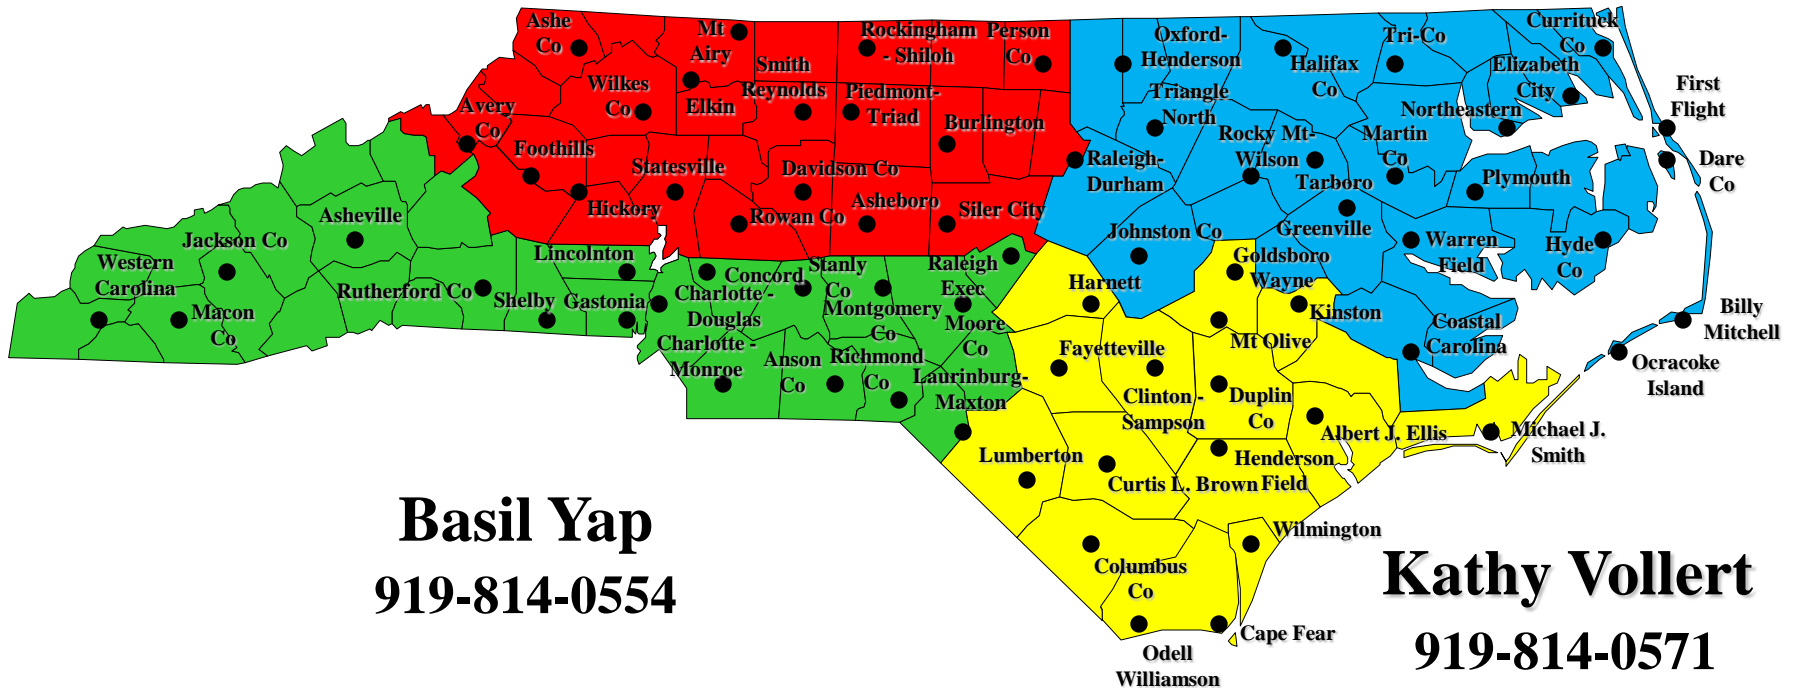 Ashe
Co
Mt
Airy
Rockingham
- Shiloh
Person
Co
Oxford-
Henderson
Tri-Co
Currituck
Co
Wilkes
Co
Smith
Reynolds
Elkin
Piedmont-
Triad
Halifax
Co
Elizabeth
City
First
Flight
Avery
Co
Burlington
Triangle
North
Northeastern
Rocky Mt-
Wilson
Martin
Co
Foothills
Statesville
Davidson Co
Raleigh-
Durham
Tarboro
Plymouth
Dare
Co
Hickory
Rowan Co
Asheboro
Siler City
Asheville
Jackson Co
Johnston Co
Greenville
Warren
Field
Hyde
Co
Western
Carolina
Lincolnton
Concord
Stanly
Co
Raleigh
Exec
Goldsboro
Wayne
Harnett
Rutherford Co
Shelby
Gastonia
Charlotte -
Douglas
Montgomery
Co
Moore
Co
Kinston
Macon
Co
Coastal
Carolina
Billy
Mitchell
Charlotte -
Monroe
Anson
Co
Richmond
Co
Laurinburg-
Maxton
Fayetteville
Mt Olive
Ocracoke
Island
Clinton -
Sampson
Duplin
Co
Albert J. Ellis
Michael J.
Smith
Lumberton
Curtis L. Brown
Henderson
Field
Wilmington
Columbus
Co
Cape Fear
Odell
Williamson
Basil Yap
919-814-0554
Kathy Vollert
919-814-0571